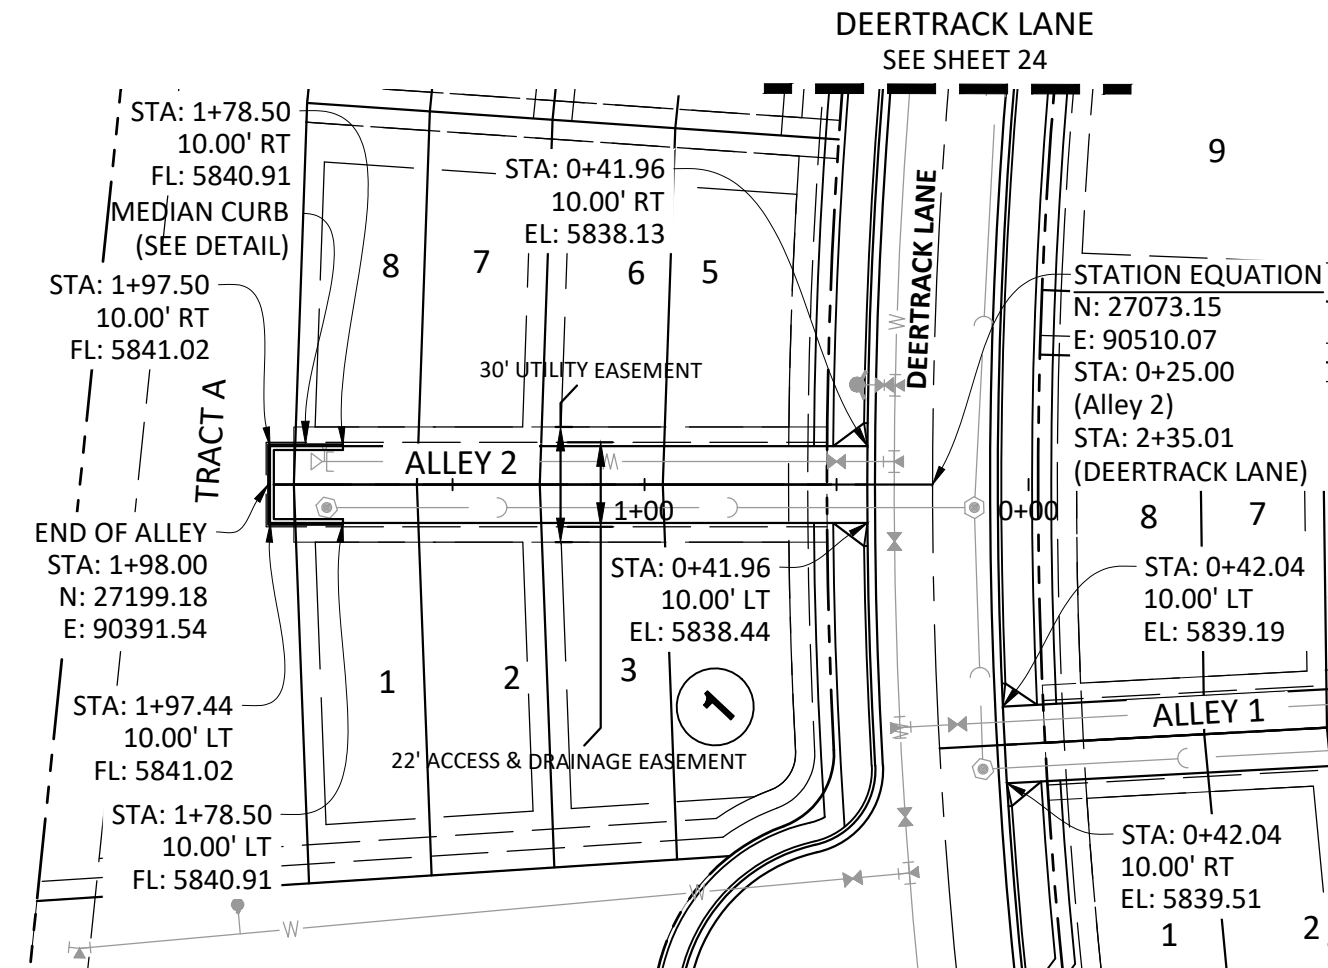 DEERTRACK LANE
SEE SHEET 24
STA: 1+78.50
10.00' RT
FL: 5840.91
MEDIAN CURB
(SEE DETAIL)
STA: 1+97.50
10.00' RT
FL: 5841.02
STA: 0+41.96
10.00' RT
EL: 5838.13
8
7
6
5
9
DEERTRACK LANE
30' UTILITY EASEMENT
STATION EQUATION
N: 27073.15
E: 90510.07
STA: 0+25.00
(Alley 2)
STA: 2+35.01
(DEERTRACK LANE)
TRACT A
ALLEY 2
W
W
1+00
0+00
END OF ALLEY
STA: 1+98.00
N: 27199.18
E: 90391.54
STA: 0+41.96
10.00' LT
EL: 5838.44
8
7
STA: 0+42.04
10.00' LT
EL: 5839.19
1
2
3
1
STA: 1+97.44
10.00' LT
FL: 5841.02
22' ACCESS & DRAINAGE EASEMENT
ALLEY 1
W
STA: 1+78.50
10.00' LT
FL: 5840.91
STA: 0+42.04
10.00' RT
EL: 5839.51
W
W
1
2